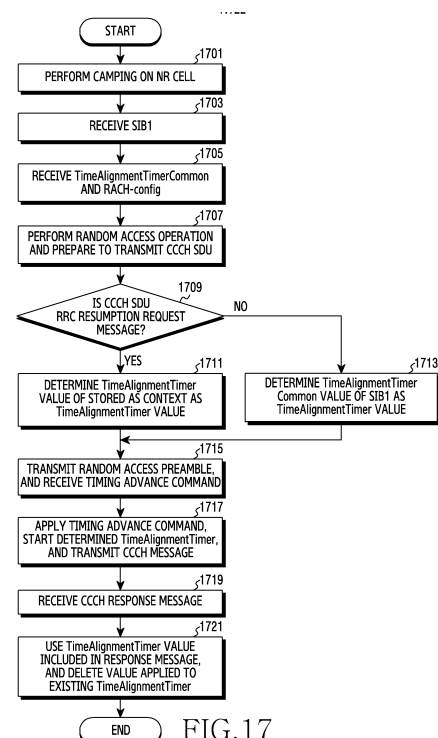 START
1701
PERFORM CAMPING ON NR CELL
1703
RECEIVE SIB1
1705
RECEIVE TimeAlignmentTimerCommon
AND RACH-config
1707
PERFORM RANDOM ACCESS OPERATION
AND PREPARE TO TRANSMIT CCCH SDU
1709
IS CCCH SDU
RRC RESUMPTION REQUEST
MESSAGE?
NO
YES
1711
DETERMINE TimeAlignmentTimer
VALUE OF STORED AS CONTEXT AS
TimeAlignmentTimer VALUE
1713
DETERMINE TimeAlignmentTimer
Common VALUE OF SIB1 AS
TimeAlignmentTimer VALUE
1715
TRANSMIT RANDOM ACCESS PREAMBLE,
AND RECEIVE TIMING ADVANCE COMMAND
1717
APPLY TIMING ADVANCE COMMAND,
START DETERMINED TimeAlignmentTimer,
AND TRANSMIT CCCH MESSAGE
1719
RECEIVE CCCH RESPONSE MESSAGE
1721
USE TimeAlignmentTimer VALUE
INCLUDED IN RESPONSE MESSAGE,
AND DELETE VALUE APPLIED TO
EXISTING TimeAlignmentTimer
END
FIG.17